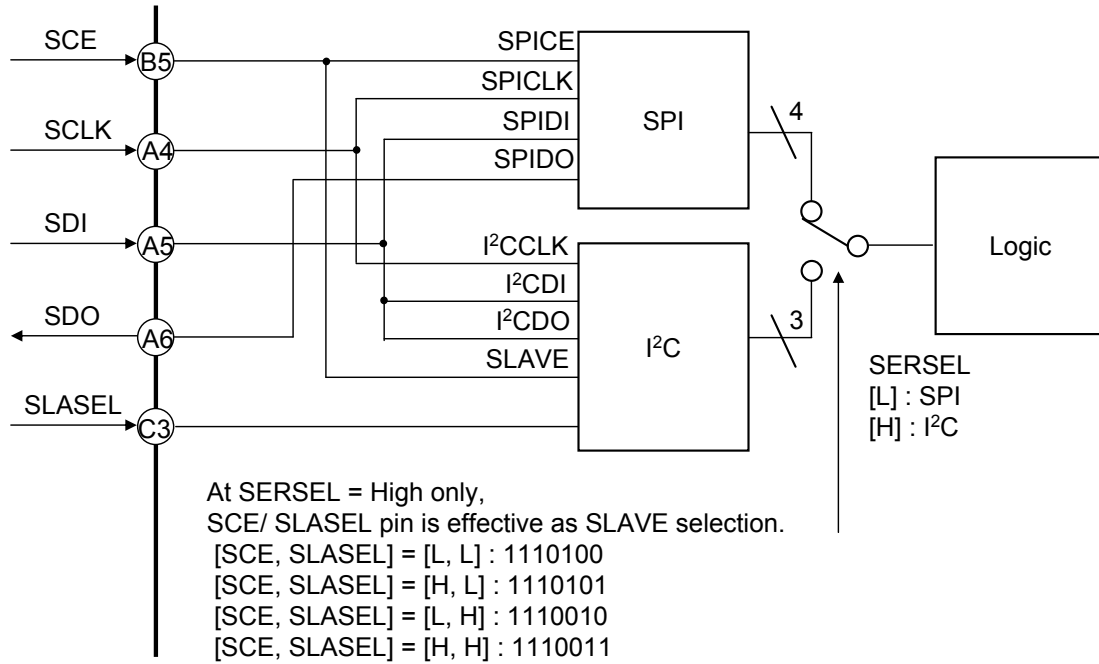 SCE
B5
SPICE
SPICLK
SCLK
A4
SPIDI
SPIDO
SPI
4
SDI
A5
I²CCLK
I²CDI
SDO
A6
I²CDO
SLAVE
I²C
3
Logic
SLASEL
C3
SERSEL
[L] : SPI
[H] : I²C
At SERSEL = High only,
SCE/ SLASEL pin is effective as SLAVE selection.
[SCE, SLASEL] = [L, L] : 1110100
[SCE, SLASEL] = [H, L] : 1110101
[SCE, SLASEL] = [L, H] : 1110010
[SCE, SLASEL] = [H, H] : 1110011